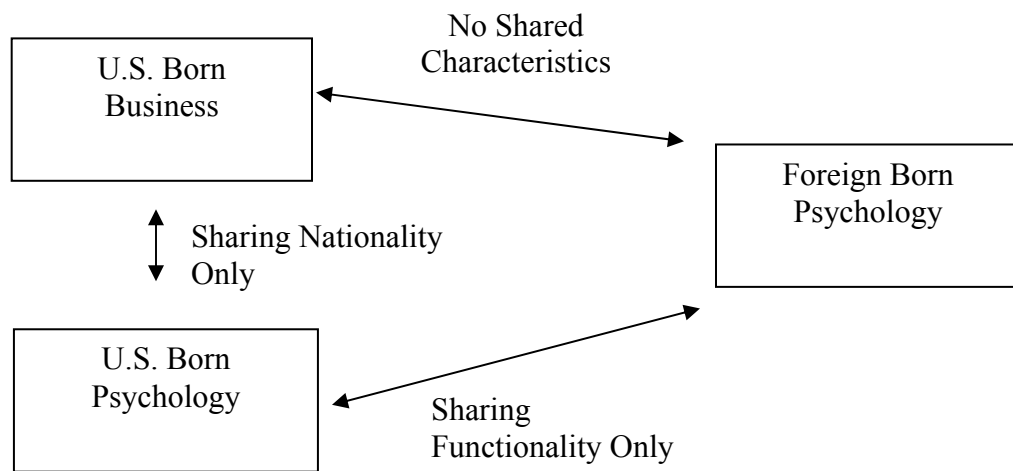 No Shared
Characteristics
U.S. Born
Business
Foreign Born
Psychology
Sharing Nationality
Only
U.S. Born
Psychology
Sharing
Functionality Only